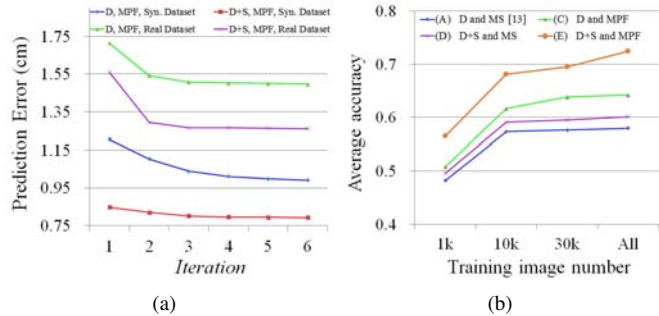 D, MPF, Syn. Dataset
D+S, MPF, Syn. Dataset
D, MPF, Real Dataset
D+S, MPF, Real Dataset
1.75
1.55
1.35
1.15
0.95
0.75
Prediction Error (cm)
1 2 3 4 5 6
Iteration
(a)
(A) D and MS [13]
(C) D and MPF
(D) D+S and MS
(E) D+S and MPF
0.8
0.7
0.6
0.5
0.4
Average accuracy
1k 10k 30k All
Training image number
(b)